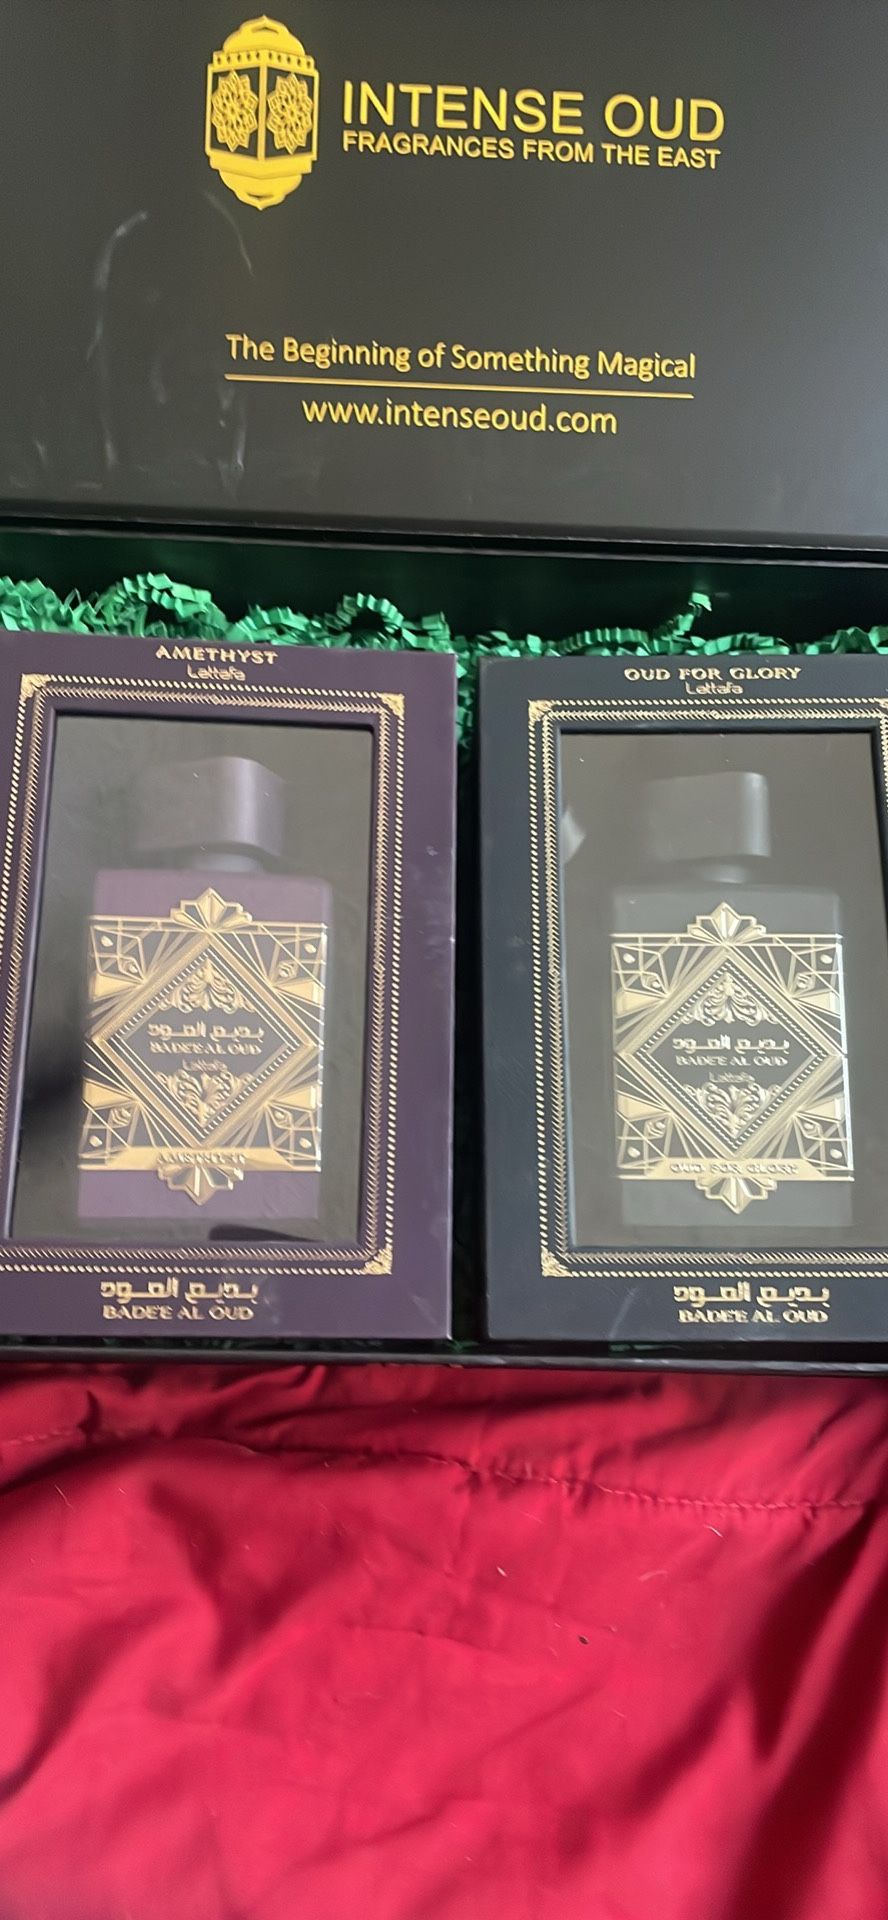 INTENSE OUD
FRAGRANCES FROM THE EAST
The Beginning of Something Magical
www.intenseoud.com
AMETHYST
Lattafa
بديع العود
BADE'E AL OUD
Lattafa
AMETHYST
بديع العود
BADE'E AL OUD
OUD FOR GLORY
Lattafa
بديع العود
BADE'E AL OUD
Lattafa
OUD FOR GLORY
بديع العود
BADE'E AL OUD